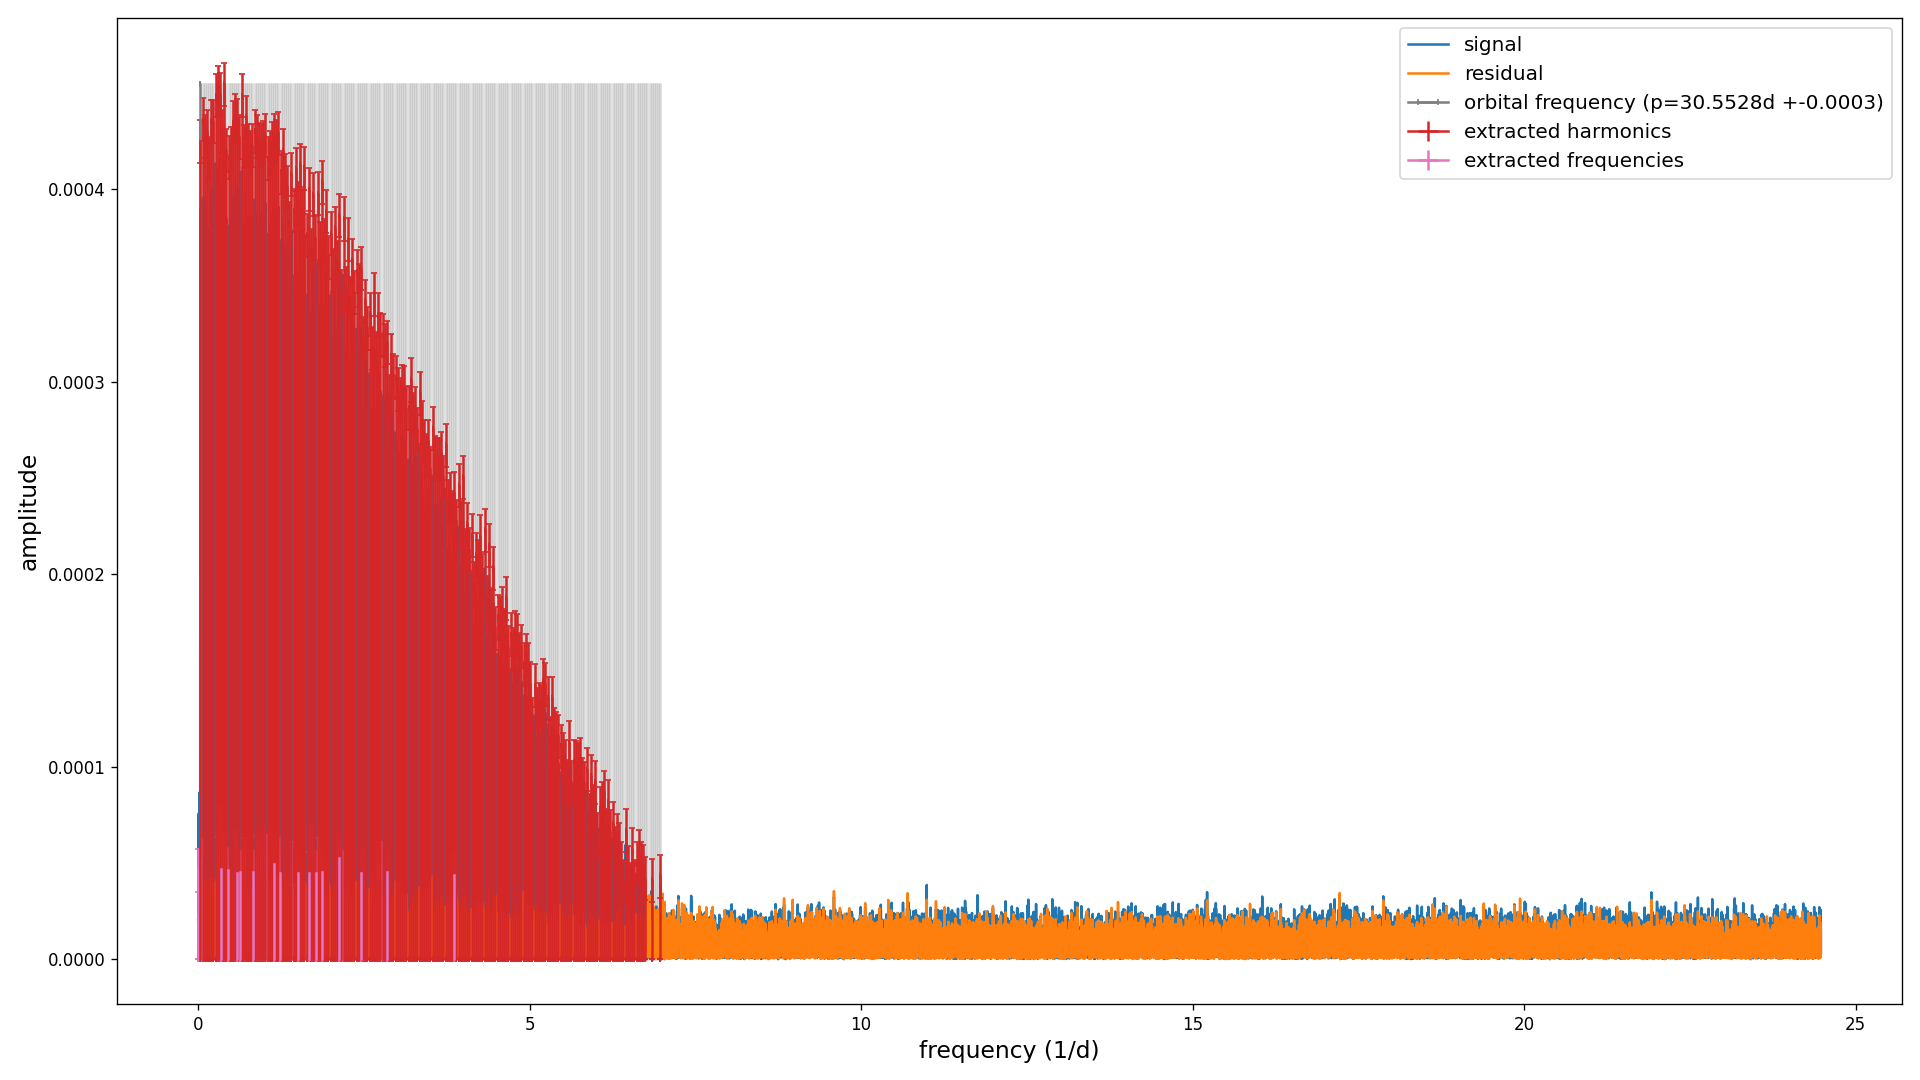 signal
residual
orbital frequency (p=30.5528d +-0.0003)
extracted harmonics
extracted frequencies
amplitude
0.0004
0.0003
0.0002
0.0001
0.0000
0 5 10 15 20 25
frequency (1/d)